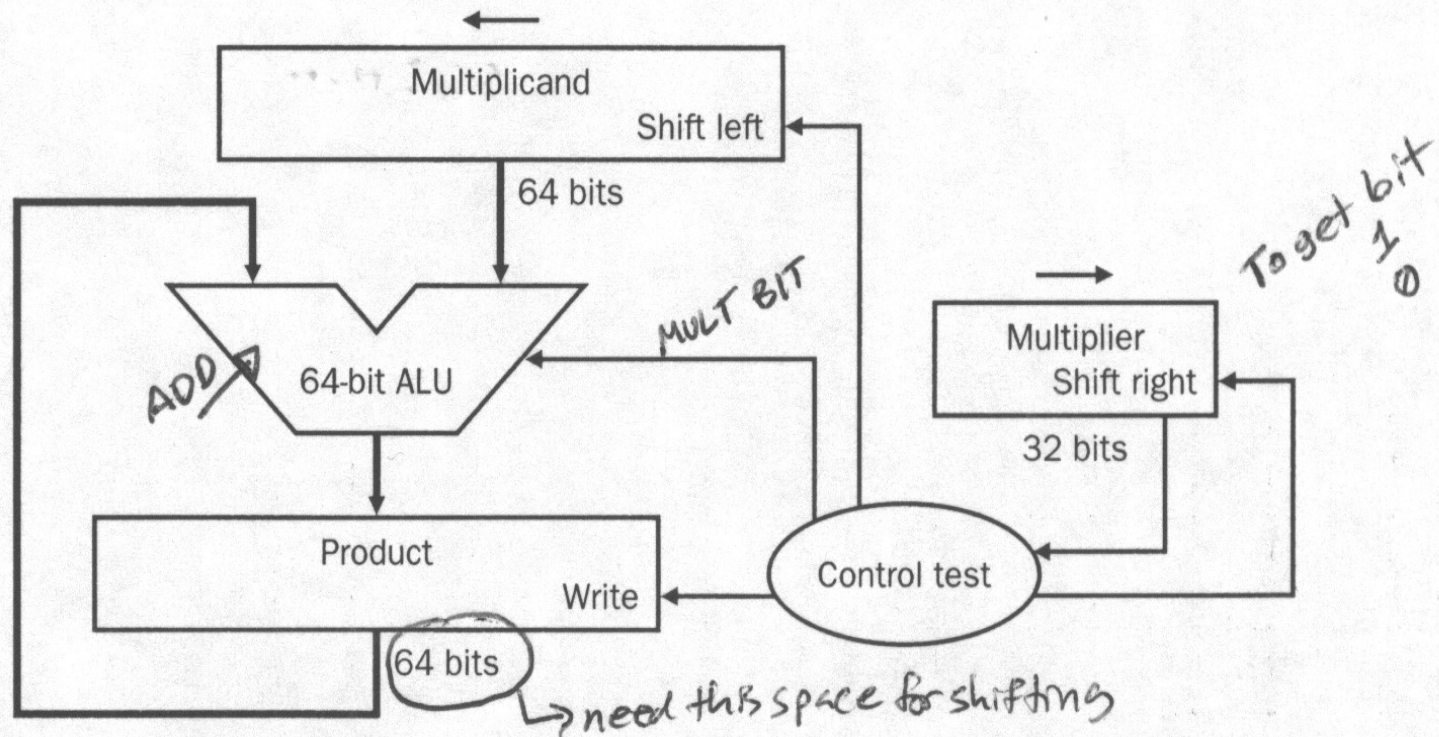 Multiplicand
Shift left
64 bits
To get bit
1
0
MULT BIT
Multiplier
Shift right
ADD
64-bit ALU
32 bits
Product
Control test
Write
64 bits
need this space for shifting